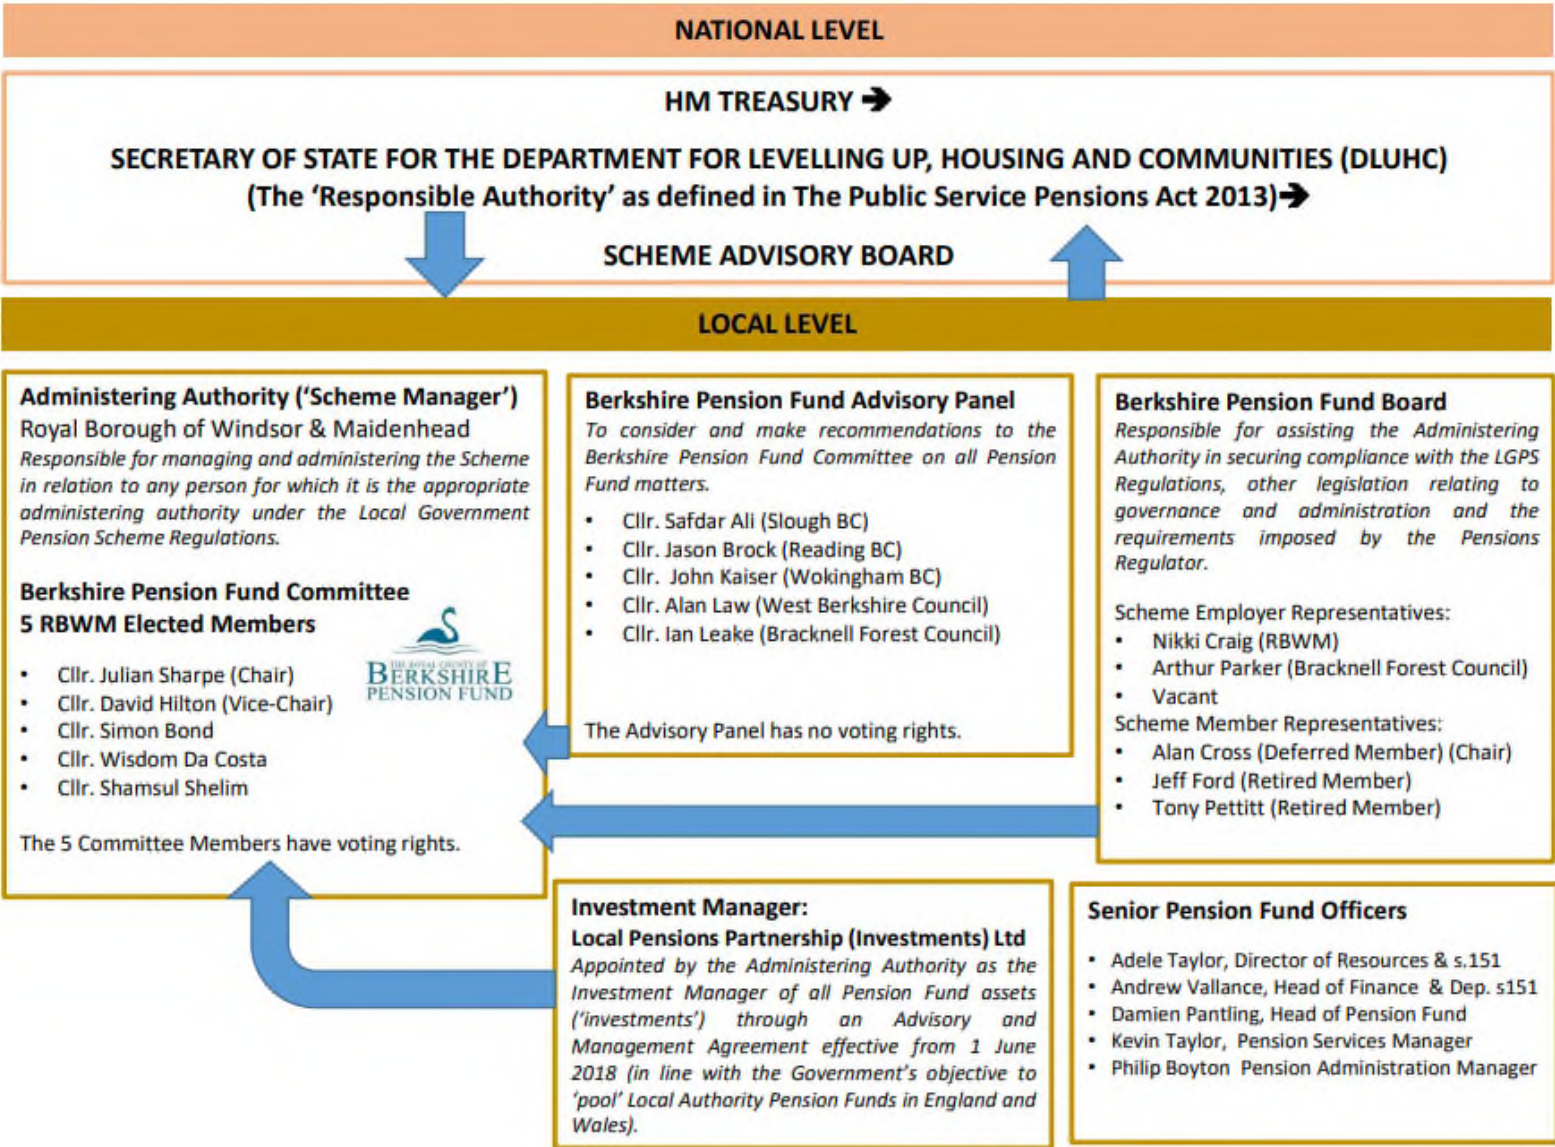 NATIONAL LEVEL
HM TREASURY ➔
SECRETARY OF STATE FOR THE DEPARTMENT FOR LEVELLING UP, HOUSING AND COMMUNITIES (DLUHC)
(The ‘Responsible Authority’ as defined in The Public Service Pensions Act 2013)➔
SCHEME ADVISORY BOARD
LOCAL LEVEL
Administering Authority (‘Scheme Manager’)
Royal Borough of Windsor & Maidenhead
Responsible for managing and administering the Scheme
in relation to any person for which it is the appropriate
administering authority under the Local Government
Pension Scheme Regulations.
Berkshire Pension Fund Committee
5 RBWM Elected Members
• Cllr. Julian Sharpe (Chair)
• Cllr. David Hilton (Vice-Chair)
• Cllr. Simon Bond
• Cllr. Wisdom Da Costa
• Cllr. Shamsul Shelim
THE ROYAL COUNTY OF
BERKSHIRE
PENSION FUND
The 5 Committee Members have voting rights.
Berkshire Pension Fund Advisory Panel
To consider and make recommendations to the
Berkshire Pension Fund Committee on all Pension
Fund matters.
• Cllr. Safdar Ali (Slough BC)
• Cllr. Jason Brock (Reading BC)
• Cllr. John Kaiser (Wokingham BC)
• Cllr. Alan Law (West Berkshire Council)
• Cllr. Ian Leake (Bracknell Forest Council)
The Advisory Panel has no voting rights.
Berkshire Pension Fund Board
Responsible for assisting the Administering
Authority in securing compliance with the LGPS
Regulations, other legislation relating to
governance and administration and the
requirements imposed by the Pensions
Regulator.
Scheme Employer Representatives:
• Nikki Craig (RBWM)
• Arthur Parker (Bracknell Forest Council)
• Vacant
Scheme Member Representatives:
• Alan Cross (Deferred Member) (Chair)
• Jeff Ford (Retired Member)
• Tony Pettitt (Retired Member)
Investment Manager:
Local Pensions Partnership (Investments) Ltd
Appointed by the Administering Authority as the
Investment Manager of all Pension Fund assets
(‘investments’) through an Advisory and
Management Agreement effective from 1 June
2018 (in line with the Government’s objective to
‘pool’ Local Authority Pension Funds in England and
Wales).
Senior Pension Fund Officers
• Adele Taylor, Director of Resources & s.151
• Andrew Vallance, Head of Finance & Dep. s151
• Damien Pantling, Head of Pension Fund
• Kevin Taylor, Pension Services Manager
• Philip Boyton Pension Administration Manager